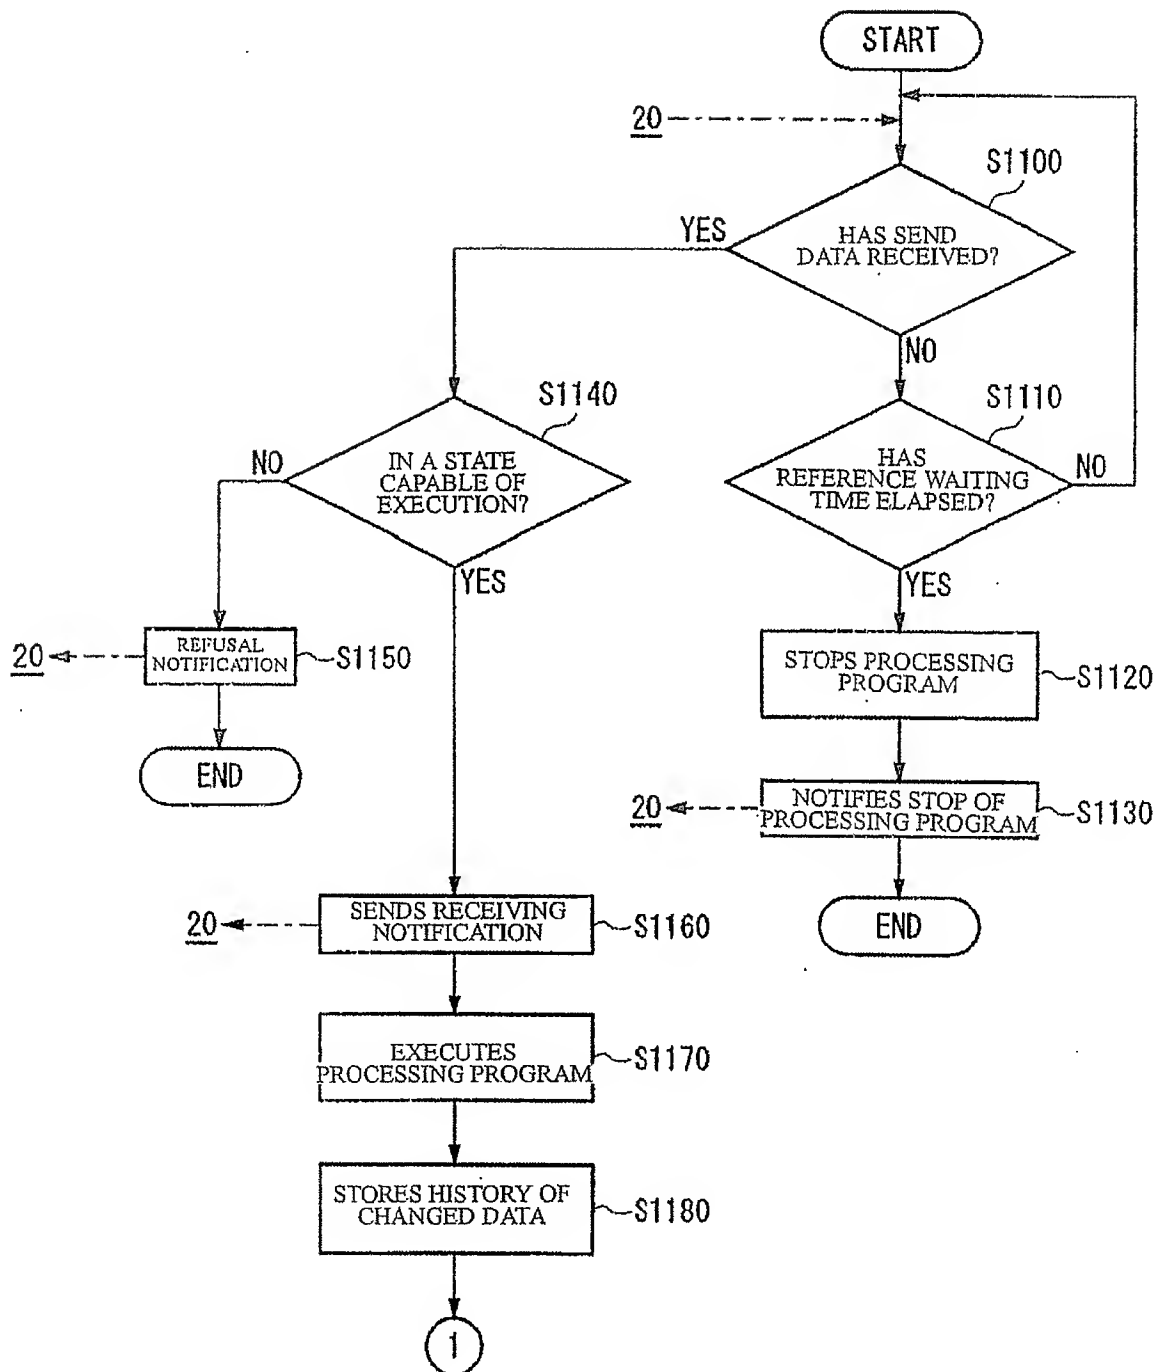 START
20
S1100
YES
HAS SEND
DATA RECEIVED?
NO
S1140
S1110
NO
IN A STATE
CAPABLE OF
EXECUTION?
HAS
REFERENCE WAITING
TIME ELAPSED?
NO
YES
YES
20
REFUSAL
NOTIFICATION
S1150
STOPS PROCESSING
PROGRAM
S1120
END
20
NOTIFIES STOP OF
PROCESSING PROGRAM
S1130
20
SENDS RECEIVING
NOTIFICATION
S1160
END
EXECUTES
PROCESSING PROGRAM
S1170
STORES HISTORY OF
CHANGED DATA
S1180
1